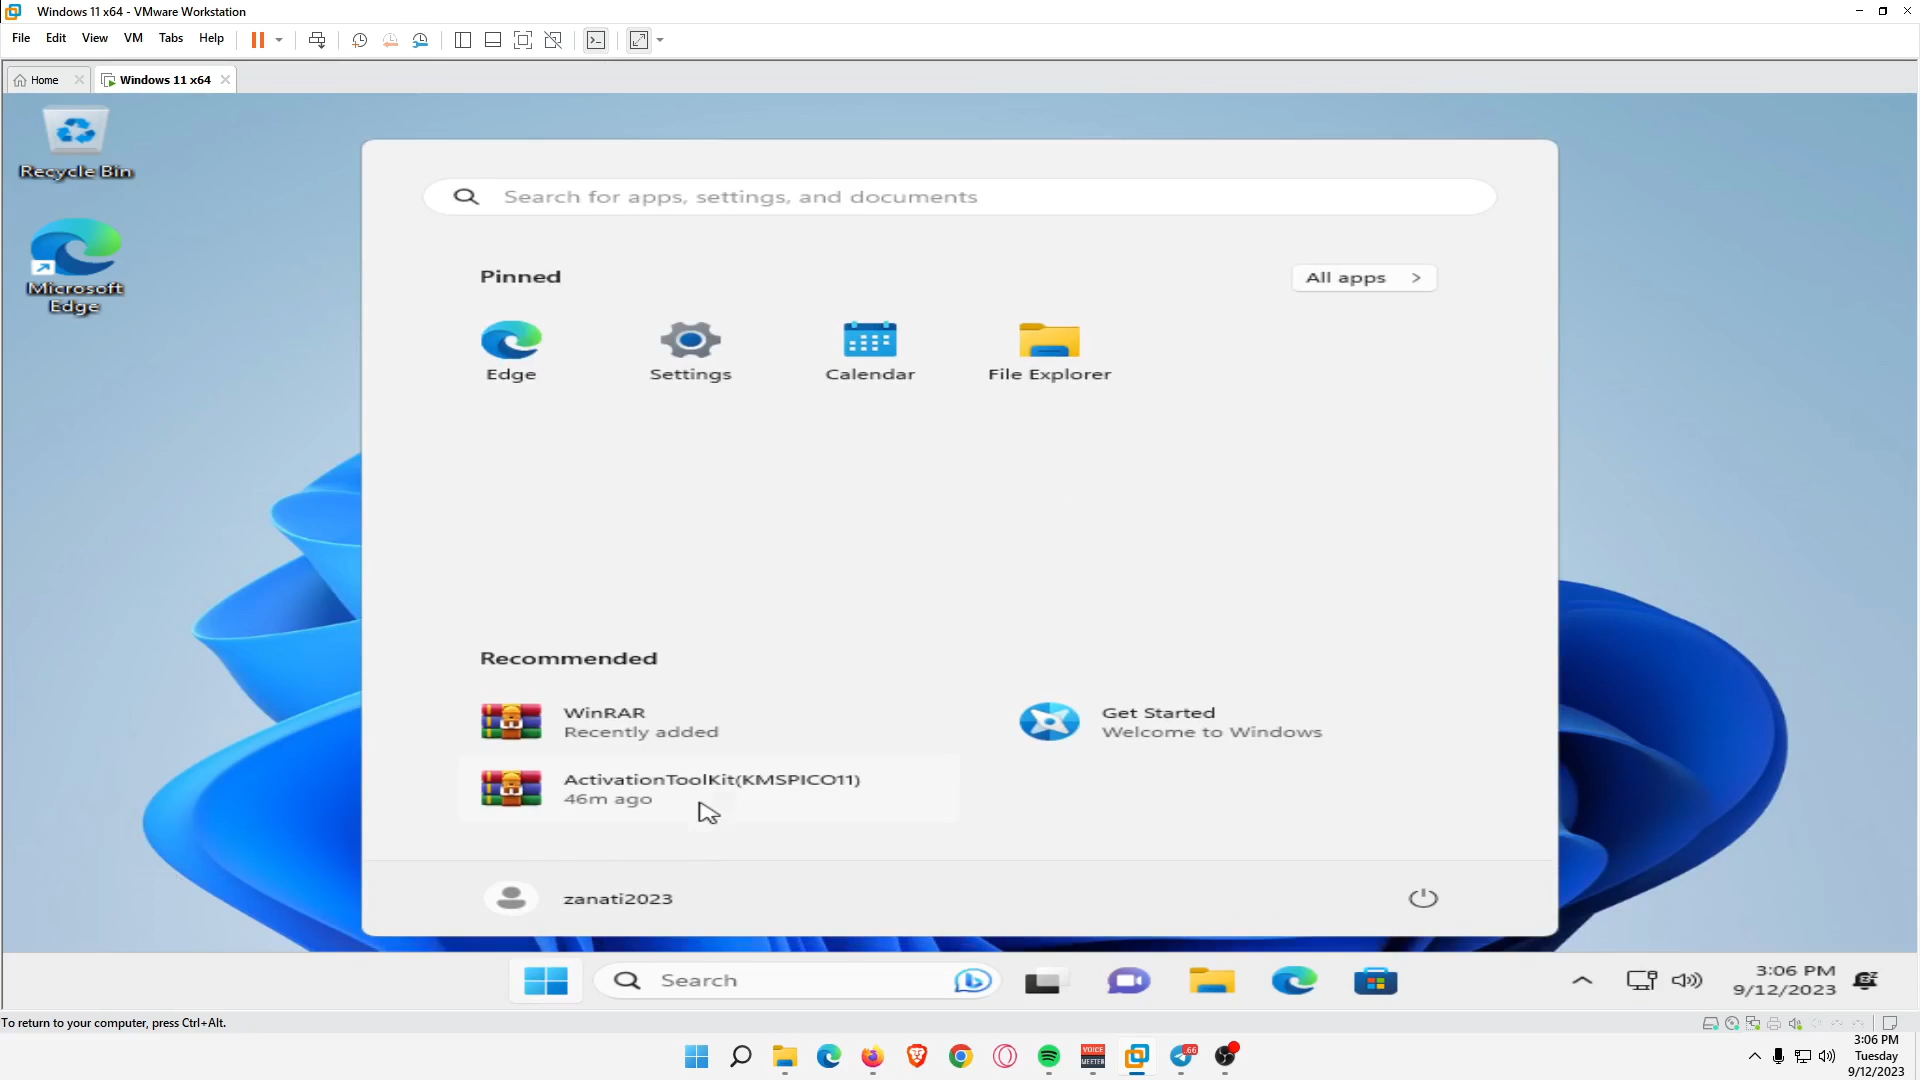 Windows 11 x64 - VMware Workstation
File Edit View VM Tabs Help
Home
Windows 11 x64
Recycle Bin
Microsoft
Edge
Search for apps, settings, and documents
Pinned
All apps >
Edge
Settings
Calendar
File Explorer
Recommended
WinRAR
Recently added
Get Started
Welcome to Windows
ActivationToolKit(KMSPICO11)
46m ago
zanati2023
Search
3:06 PM
9/12/2023
To return to your computer, press Ctrl+Alt.
VOICE
MEETER
.66
3:06 PM
Tuesday
9/12/2023